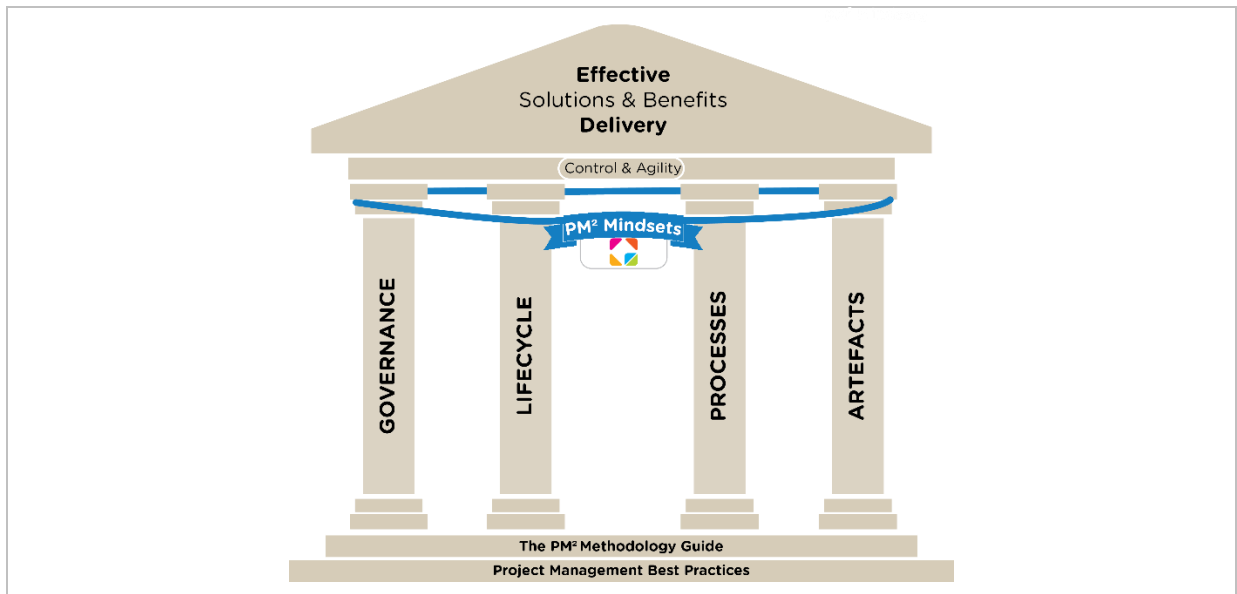 Effective
Solutions & Benefits
Delivery
Control & Agility
PM² Mindsets
GOVERNANCE
LIFECYCLE
PROCESSES
ARTEFACTS
The PM² Methodology Guide
Project Management Best Practices